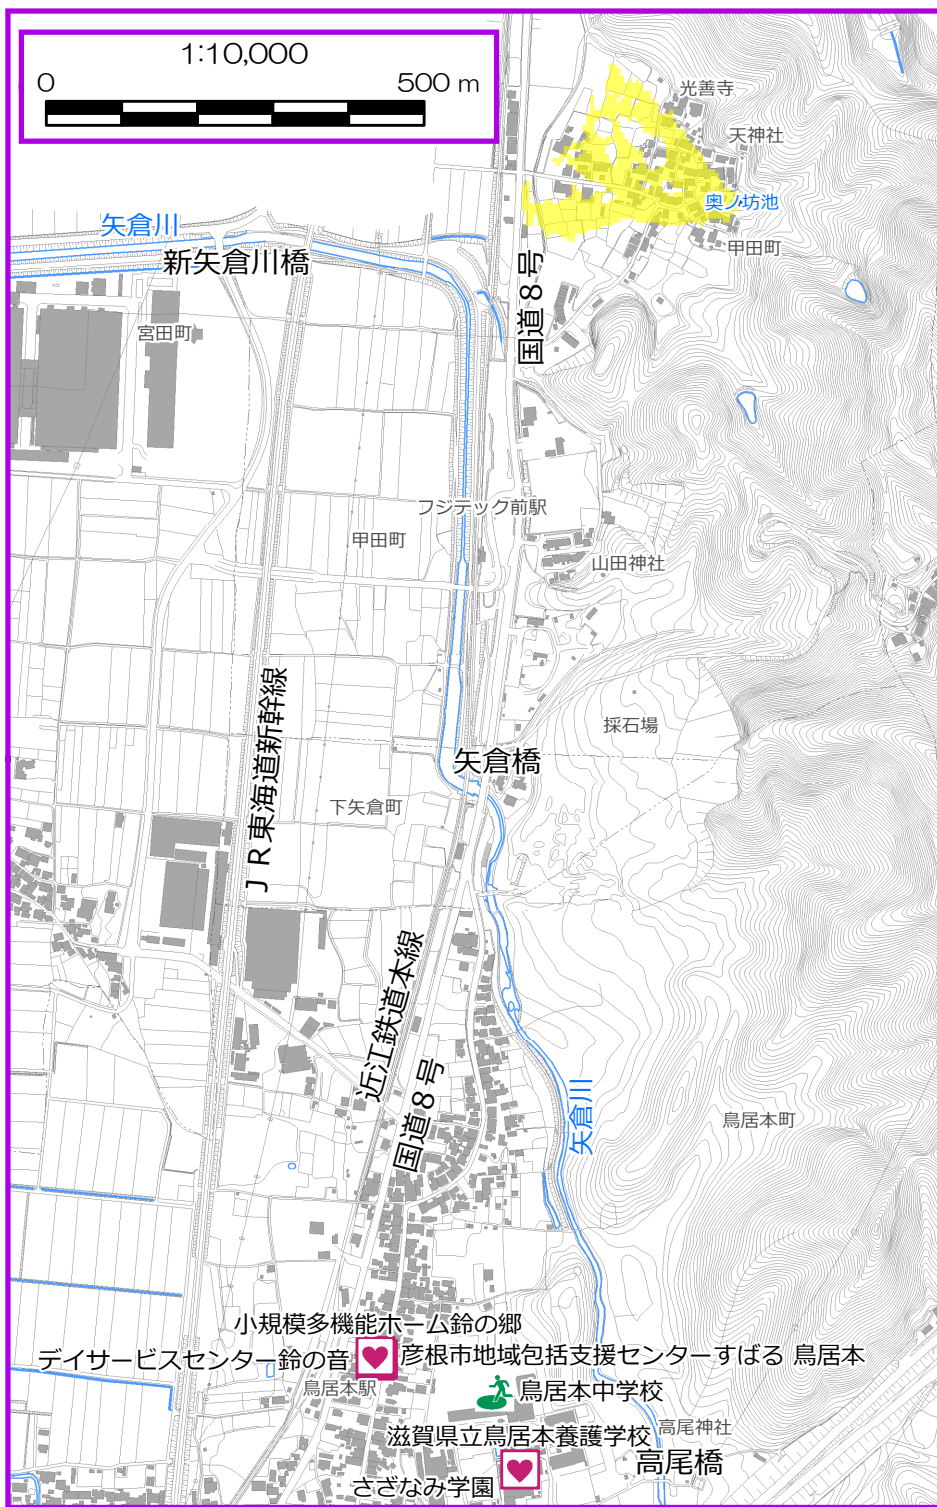 1:10,000
0 500 m
光善寺
天神社
奥ノ坊池
甲田町
矢倉川
新矢倉川橋
国道8号
宮田町
フジテック前駅
甲田町
山田神社
JR東海道新幹線
採石場
矢倉橋
下矢倉町
近江鉄道本線
国道8号
矢倉川
鳥居本町
小規模多機能ホーム鈴の郷
デイサービスセンター鈴の音
彦根市地域包括支援センターすばる 鳥居本
鳥居本駅
鳥居本中学校
高尾神社
滋賀県立鳥居本養護学校
高尾橋
さざなみ学園